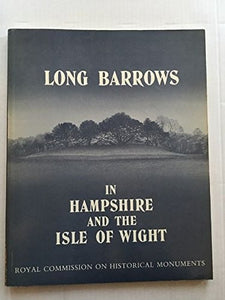 LONG BARROWS
IN
HAMPSHIRE
AND THE
ISLE OF WIGHT
ROYAL COMMISSION ON HISTORICAL MONUMENTS